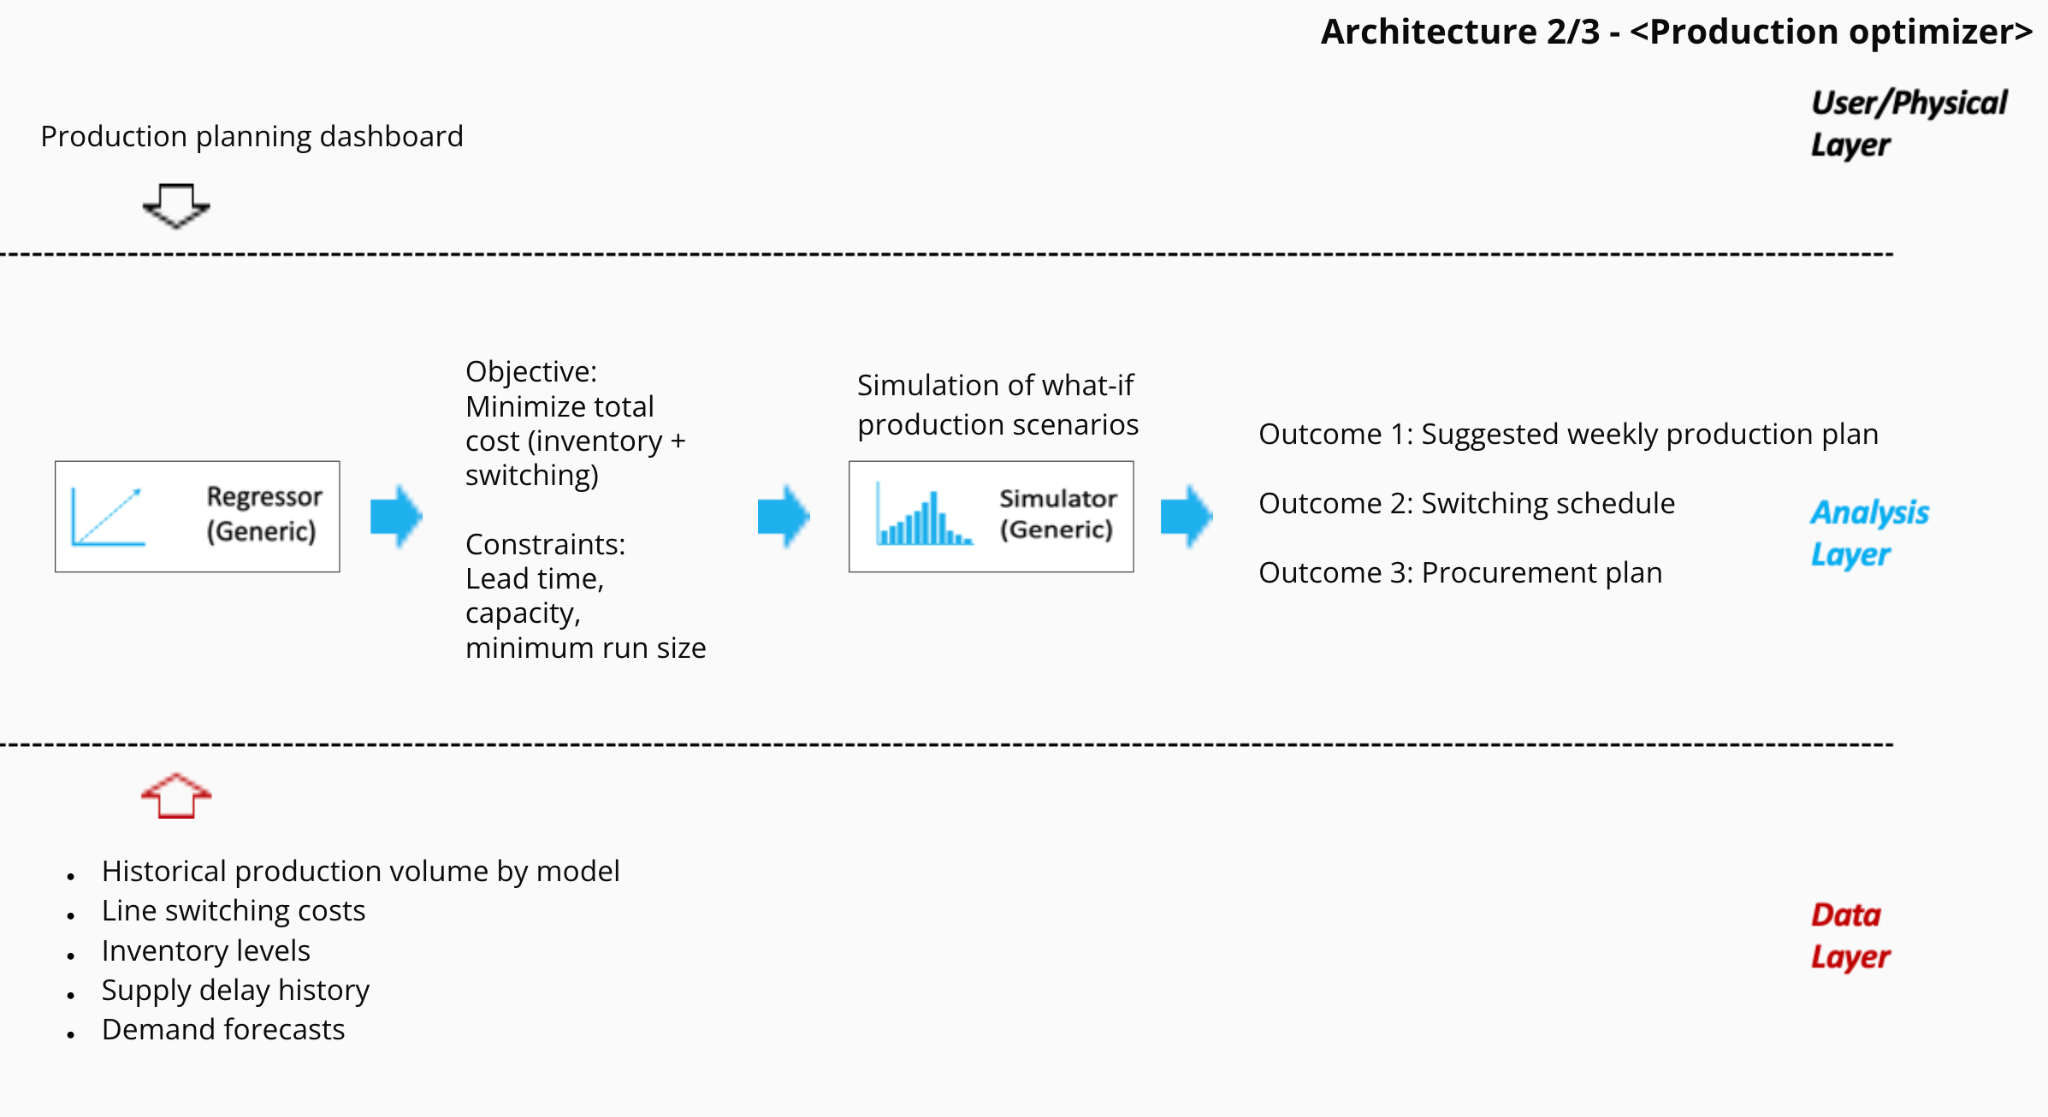 Architecture 2/3 - <Production optimizer>
User/Physical
Layer
Production planning dashboard
Objective:
Minimize total
cost (inventory +
switching)
Constraints:
Lead time,
capacity,
minimum run size
Regressor
(Generic)
Simulation of what-if
production scenarios
Simulator
(Generic)
Outcome 1: Suggested weekly production plan
Outcome 2: Switching schedule
Outcome 3: Procurement plan
Analysis
Layer
• Historical production volume by model
• Line switching costs
• Inventory levels
• Supply delay history
• Demand forecasts
Data
Layer